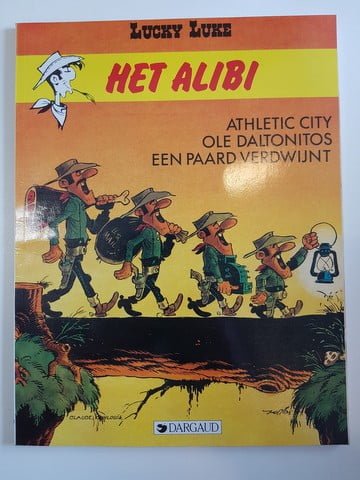 LUCKY LUKE
HET ALIBI
ATHLETIC CITY
OLE DALTONITOS
EEN PAARD VERDWIJNT
DARGAUD